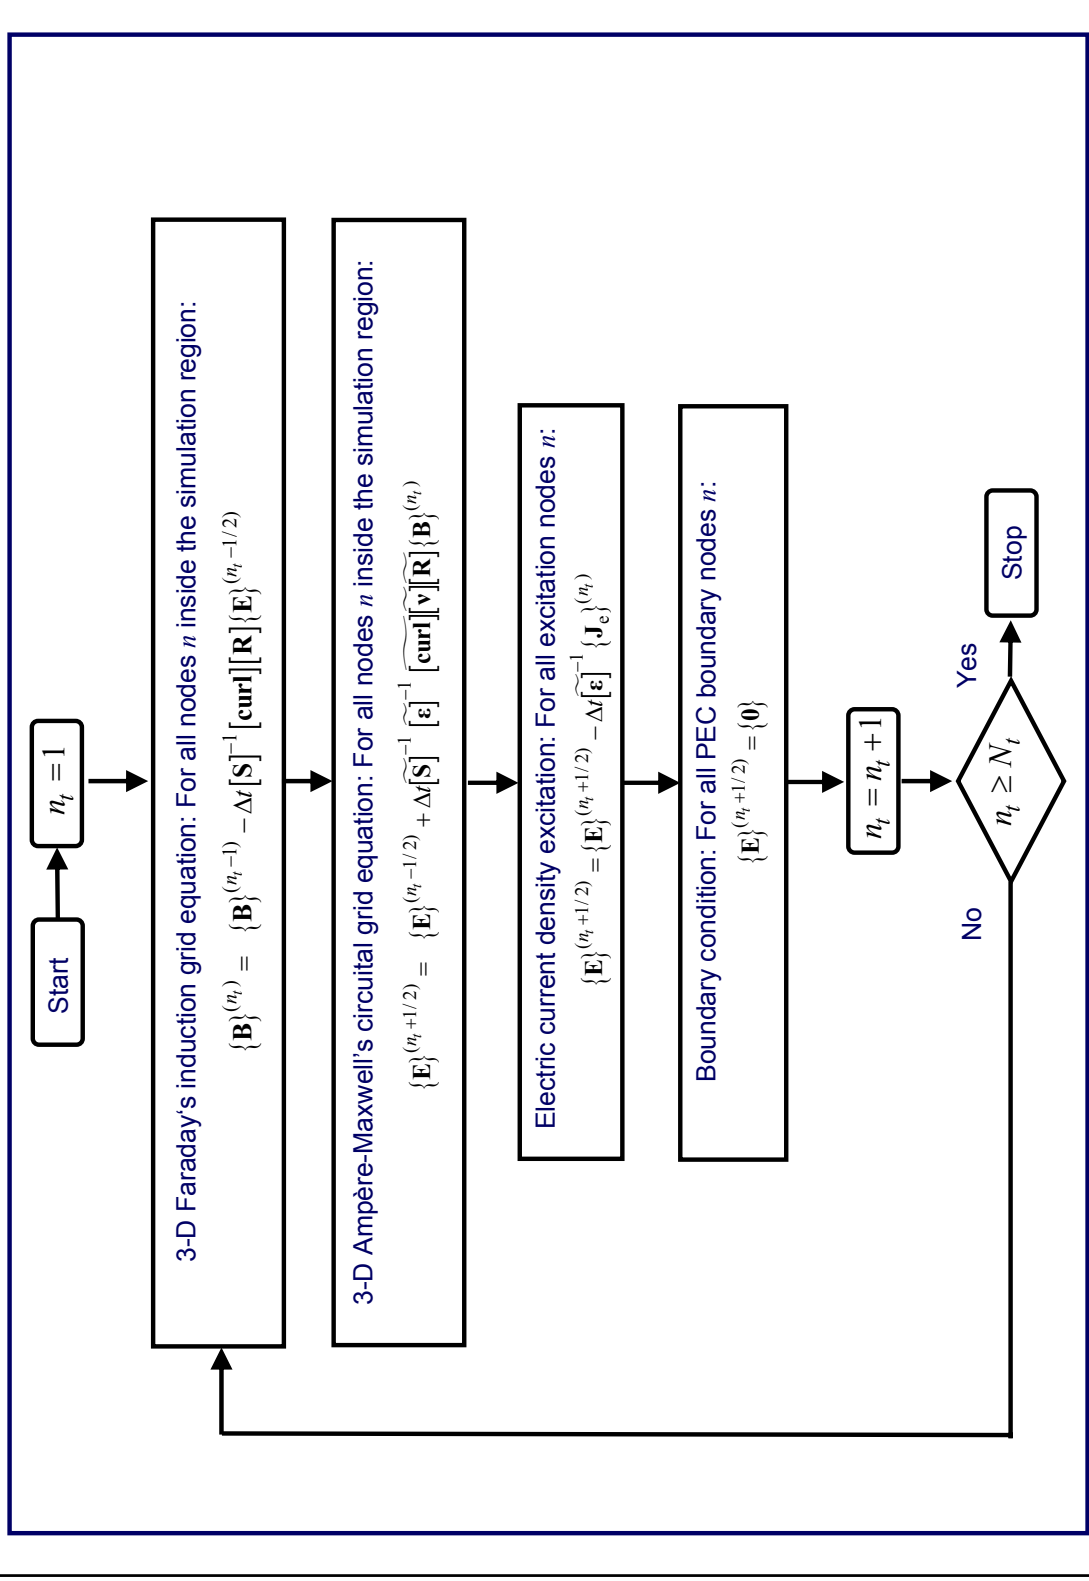 Start
n_t = 1
3-D Faraday‘s induction grid equation: For all nodes n inside the simulation region:
{B}^(n_t) = {B}^(n_t−1) − Δt [S]^−1 [curl][R]{E}^(n_t−1/2)
3-D Ampère-Maxwell’s circuital grid equation: For all nodes n inside the simulation region:
{E}^(n_t+1/2) = {E}^(n_t−1/2) + Δt [S̃]^−1 [ε̃]^−1 [c͠url][ν̃][R̃]{B}^(n_t)
Electric current density excitation: For all excitation nodes n:
{E}^(n_t+1/2) = {E}^(n_t+1/2) − Δt [ε̃]^−1 {J_e}^(n_t)
Boundary condition: For all PEC boundary nodes n:
{E}^(n_t+1/2) = {0}
n_t = n_t + 1
n_t ≥ N_t
No
Yes
Stop